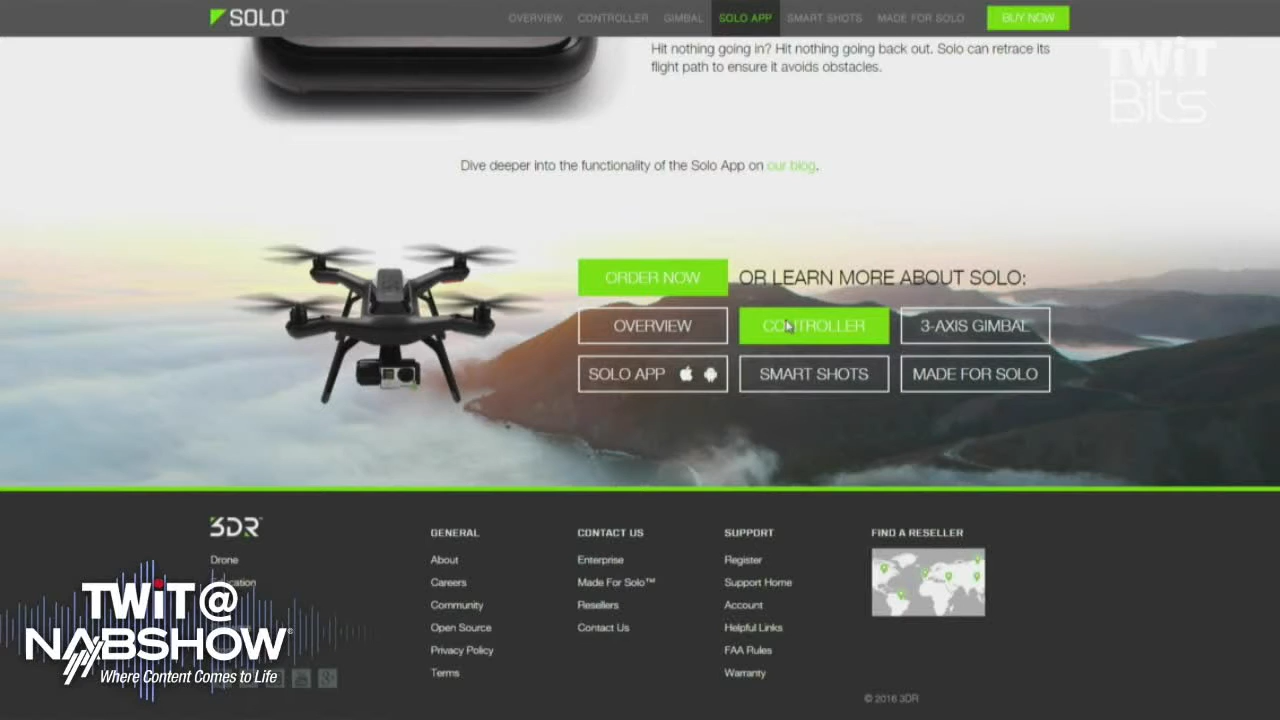 SOLO
OVERVIEW
CONTROLLER
GIMBAL
SOLO APP
SMART SHOTS
MADE FOR SOLO
BUY NOW
Hit nothing going in? Hit nothing going back out. Solo can retrace its
flight path to ensure it avoids obstacles.
TWiT
Bits
Dive deeper into the functionality of the Solo App on our blog.
ORDER NOW
OR LEARN MORE ABOUT SOLO:
OVERVIEW
CONTROLLER
3-AXIS GIMBAL
SOLO APP
SMART SHOTS
MADE FOR SOLO
3DR
Drone
GENERAL
About
Careers
Community
Open Source
Privacy Policy
Terms
CONTACT US
Enterprise
Made For Solo™
Resellers
Contact Us
SUPPORT
Register
Support Home
Account
Helpful Links
FAA Rules
Warranty
FIND A RESELLER
© 2016 3DR
TWiT@
NABSHOW®
Where Content Comes to Life